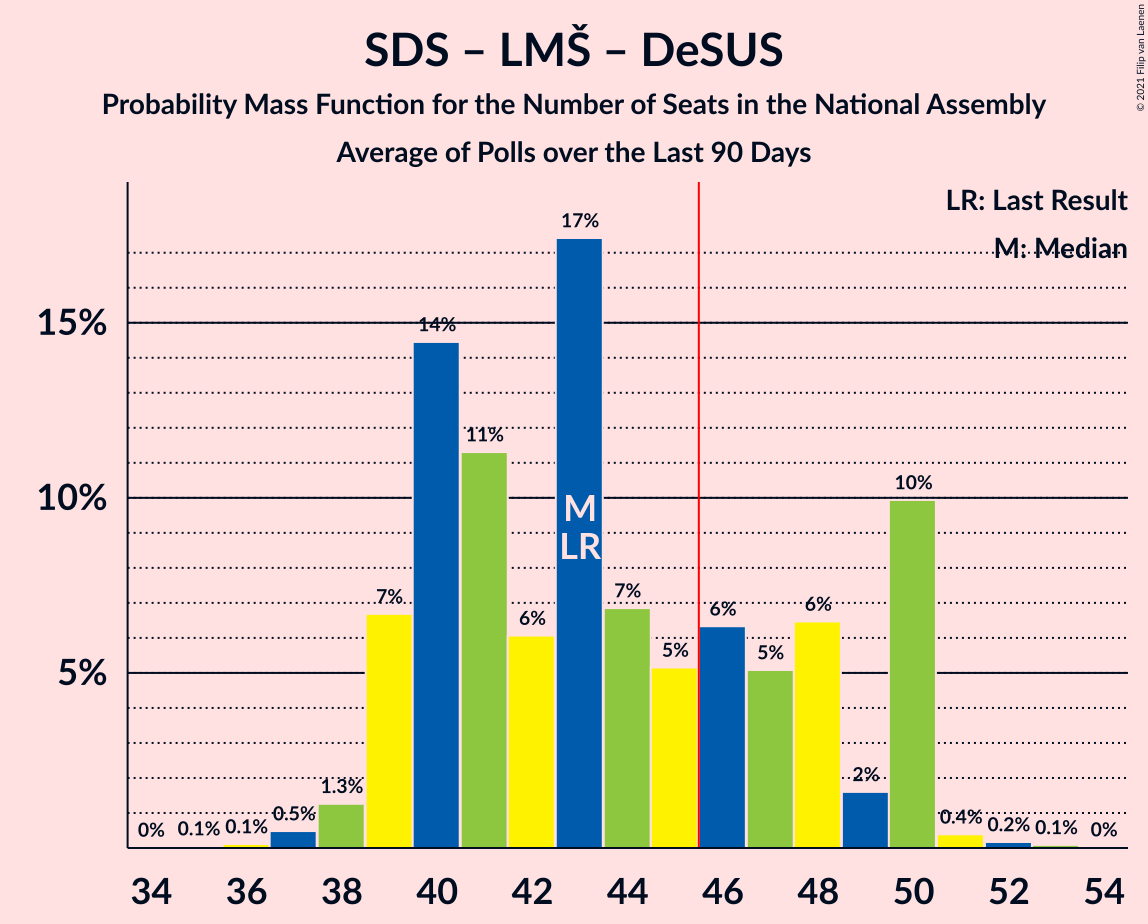 SDS – LMŠ – DeSUS
Probability Mass Function for the Number of Seats in the National Assembly
Average of Polls over the Last 90 Days
© 2021 Filip van Laenen
LR: Last Result
M: Median
15%
10%
5%
0%
0.1%
0.1%
0.5%
1.3%
7%
14%
11%
6%
17%
M
LR
7%
5%
6%
5%
6%
2%
10%
0.4%
0.2%
0.1%
0%
34 36 38 40 42 44 46 48 50 52 54